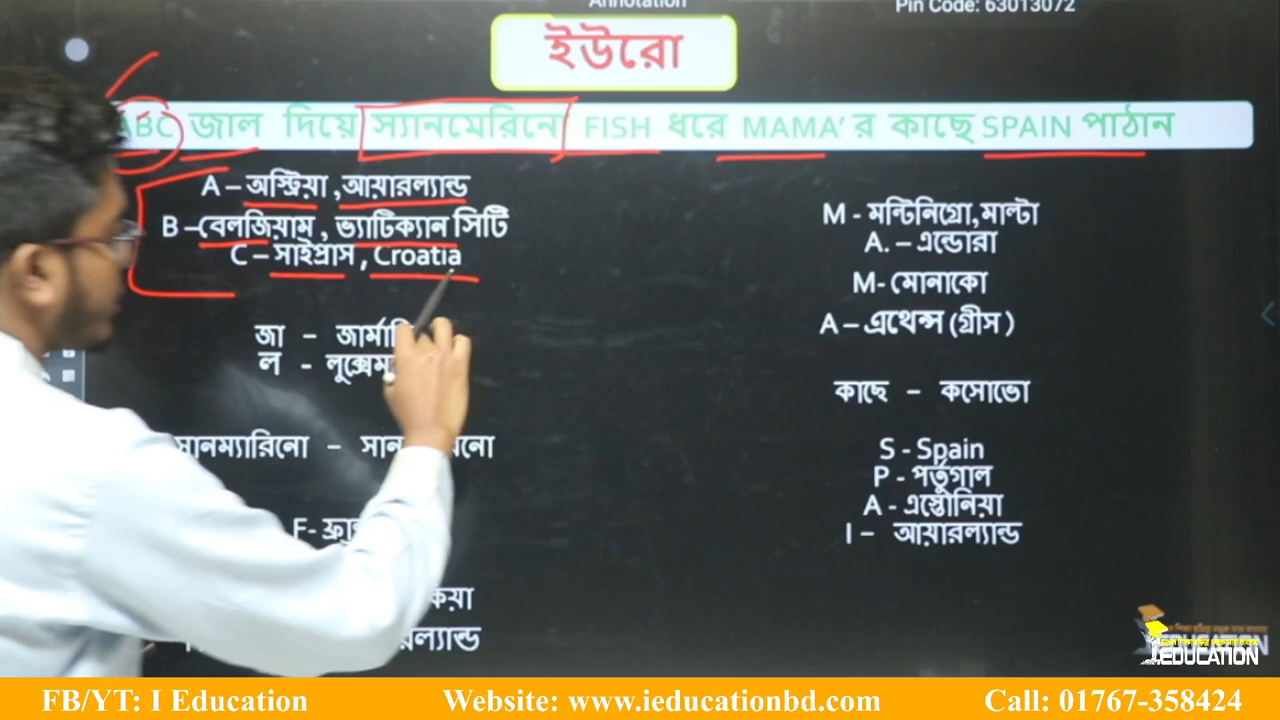 Annotation
Pin Code: 63013072
ইউরো
ABC জাল দিয়ে স্যানমেরিনে FISH ধরে MAMA’ র কাছে SPAIN পাঠান
A – অস্ট্রিয়া ,আয়ারল্যান্ড
B –বেলজিয়াম , ভ্যাটিক্যান সিটি
C – সাইপ্রাস , Croatia
জা –
ল -
সানম্যারিনো –
F-
M - মন্টিনিগ্রো,মাল্টা
A. – এন্ডোরা
M- মোনাকো
A – এথেন্স (গ্রীস )
কাছে – কসোভো
S - Spain
P - পর্তুগাল
A - এস্তোনিয়া
I – আয়ারল্যান্ড
EDUCATION
FB/YT: I Education
Website: www.ieducationbd.com
Call: 01767-358424